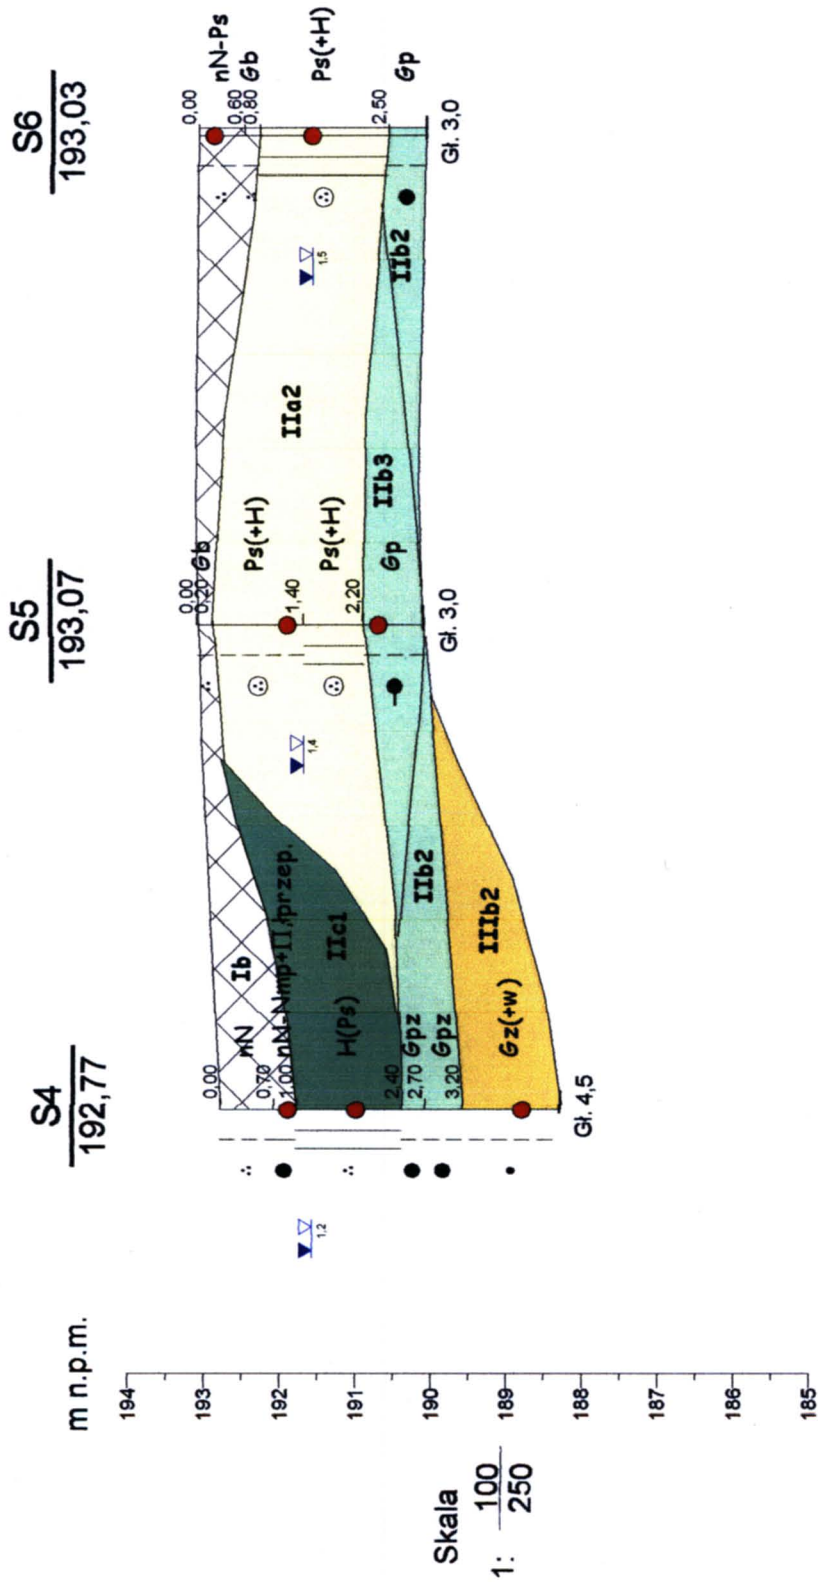 S4
192,77
S5
193,07
S6
193,03
m n.p.m.
194
193
192
191
190
189
188
187
186
185
Skala
1: 100
250
0,00
nN
Ib
0,70
1,00
nN-Nmp+II/przep.
H(Ps)
IIc1
2,40
Gpz
2,70
Gpz
IIb2
3,20
Gz(+w)
IIIb2
Gł. 4,5
1,2
0,00
0,20
Gb
Ps(+H)
1,40
Ps(+H)
2,20
Gp
IIb3
Gł. 3,0
1,4
IIa2
0,00
nN-Ps
0,60
Gb
0,80
Ps(+H)
2,50
Gp
IIb2
Gł. 3,0
1,5